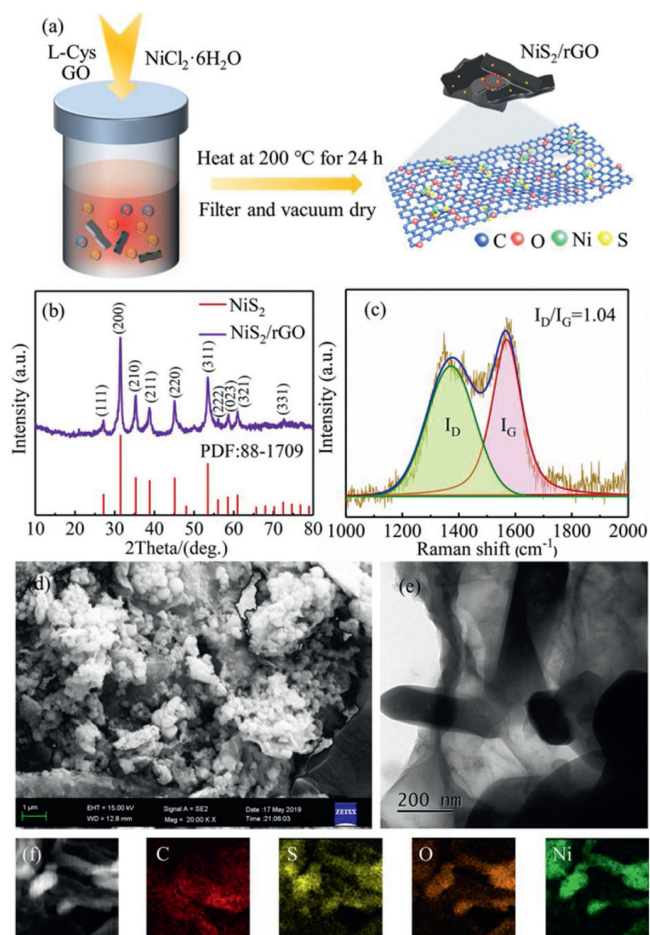 (a)
L-Cys
GO
NiCl₂·6H₂O
Heat at 200 °C for 24 h
Filter and vacuum dry
NiS₂/rGO
C O Ni S
(b)
Intensity (a.u.)
NiS₂
NiS₂/rGO
(111)
(200)
(210)
(211)
(220)
(311)
(222)
(023)
(321)
(331)
PDF:88-1709
10 20 30 40 50 60 70 80
2Theta/(deg.)
(c)
Intensity (a.u.)
I_D/I_G=1.04
I_D
I_G
1000 1200 1400 1600 1800 2000
Raman shift (cm⁻¹)
(d)
1 µm
EHT = 15.00 kV
WD = 12.8 mm
Signal A = SE2
Mag = 20.00 K X
Date :17 May 2019
Time :21:06:03
ZEISS
(e)
200 nm
(f)
C
S
O
Ni